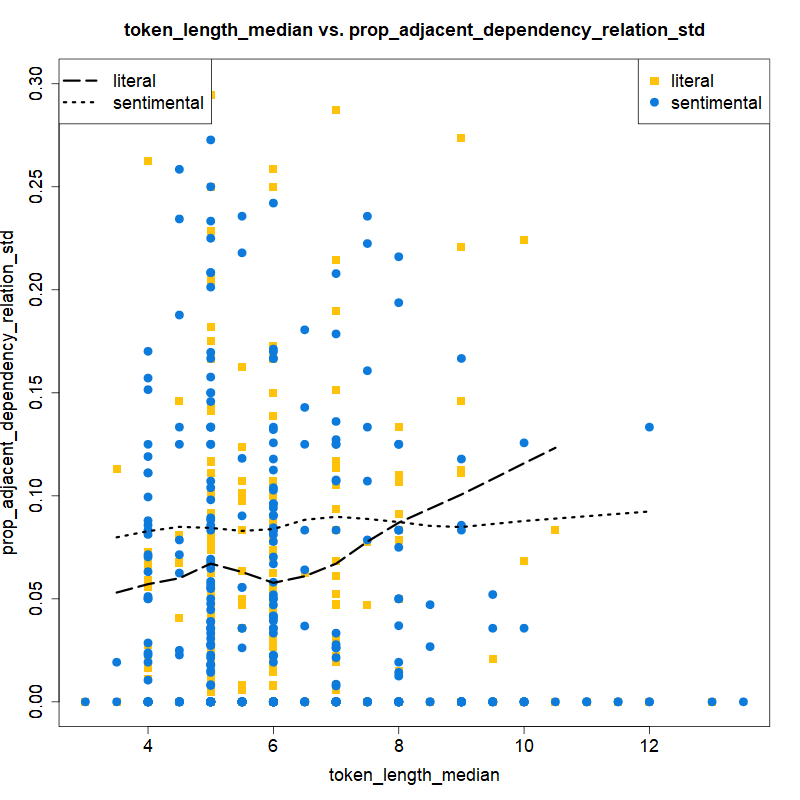 token_length_median vs. prop_adjacent_dependency_relation_std
literal
sentimental
literal
sentimental
prop_adjacent_dependency_relation_std
0.30
0.25
0.20
0.15
0.10
0.05
0.00
4 6 8 10 12
token_length_median